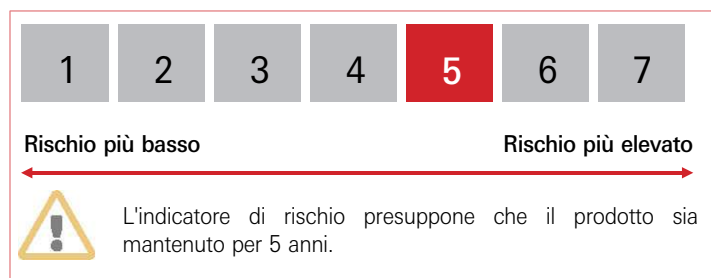 1 2 3 4 5 6 7
Rischio più basso Rischio più elevato
L'indicatore di rischio presuppone che il prodotto sia
mantenuto per 5 anni.